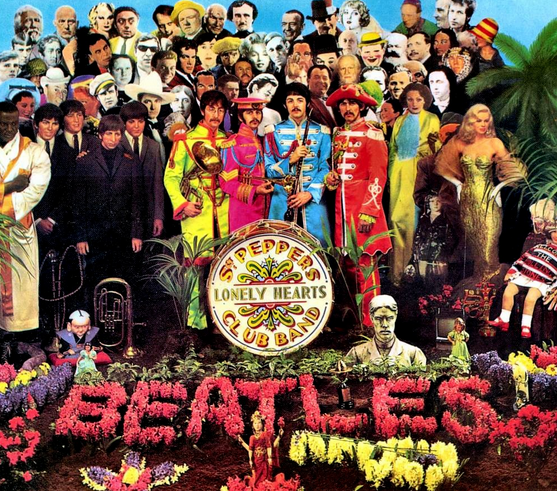 SGT PEPPERS
LONELY HEARTS
CLUB BAND
BEATLES